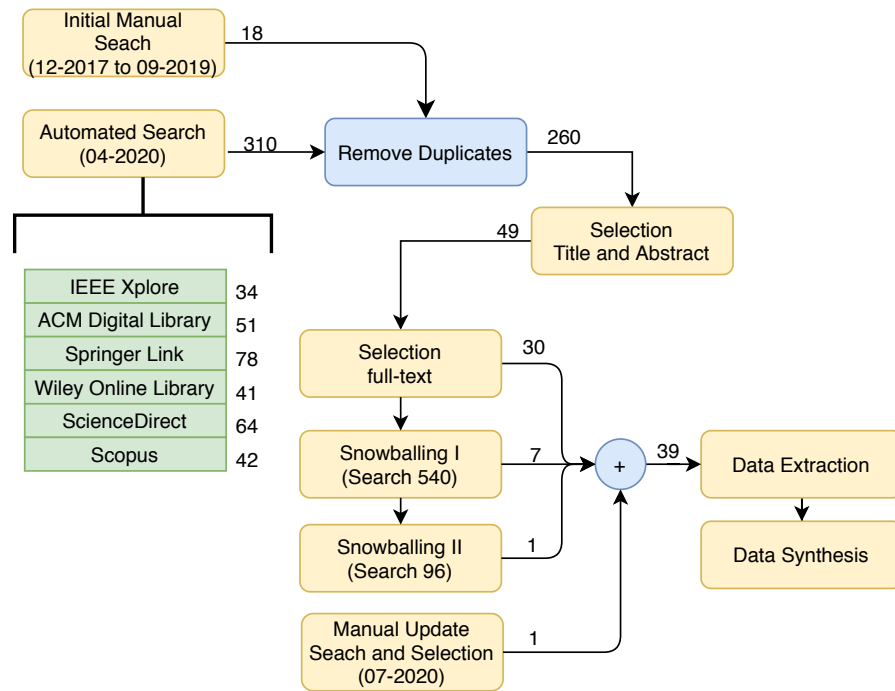 Initial Manual
Seach
(12-2017 to 09-2019)
18
Automated Search
(04-2020)
310
Remove Duplicates
260
Selection
Title and Abstract
49
IEEE Xplore
34
ACM Digital Library
51
Springer Link
78
Wiley Online Library
41
ScienceDirect
64
Scopus
42
Selection
full-text
30
Snowballing I
(Search 540)
7
+
39
Data Extraction
Snowballing II
(Search 96)
1
Data Synthesis
Manual Update
Seach and Selection
(07-2020)
1